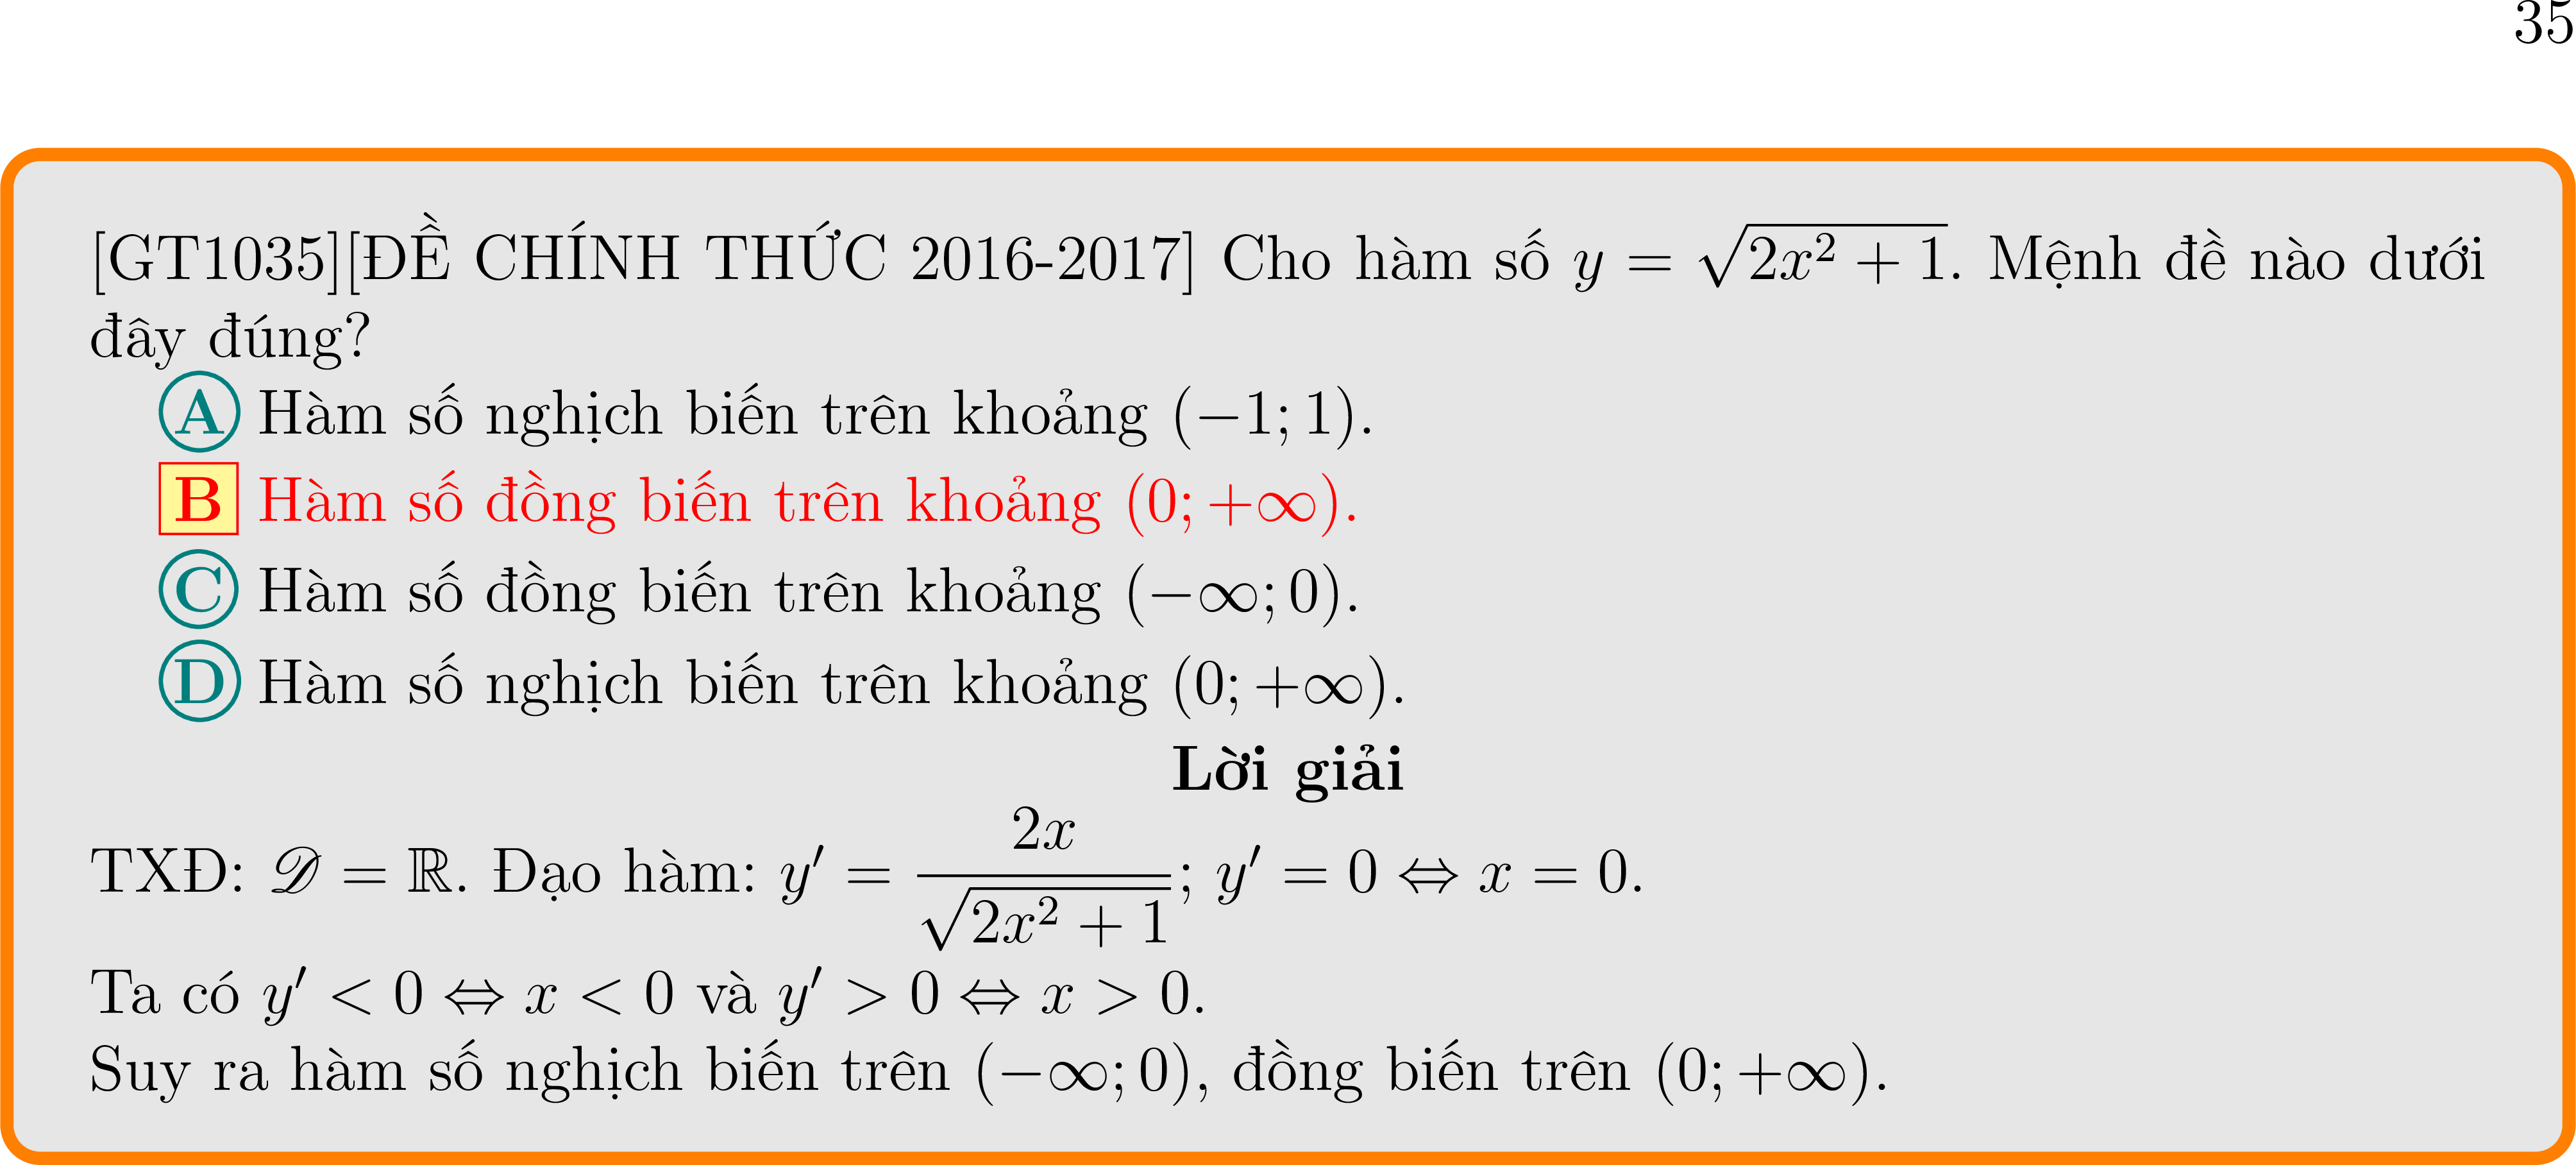 35
[GT1035][ĐỀ CHÍNH THỨC 2016-2017] Cho hàm số $y = \sqrt{2x^2 + 1}$. Mệnh đề nào dưới
đây đúng?
A Hàm số nghịch biến trên khoảng $(-1; 1)$.
B Hàm số đồng biến trên khoảng $(0; +\infty)$.
C Hàm số đồng biến trên khoảng $(-\infty; 0)$.
D Hàm số nghịch biến trên khoảng $(0; +\infty)$.
Lời giải
TXĐ: $\mathscr{D} = \mathbb{R}$. Đạo hàm: $y' = \dfrac{2x}{\sqrt{2x^2 + 1}}$; $y' = 0 \Leftrightarrow x = 0$.
Ta có $y' < 0 \Leftrightarrow x < 0$ và $y' > 0 \Leftrightarrow x > 0$.
Suy ra hàm số nghịch biến trên $(-\infty; 0)$, đồng biến trên $(0; +\infty)$.